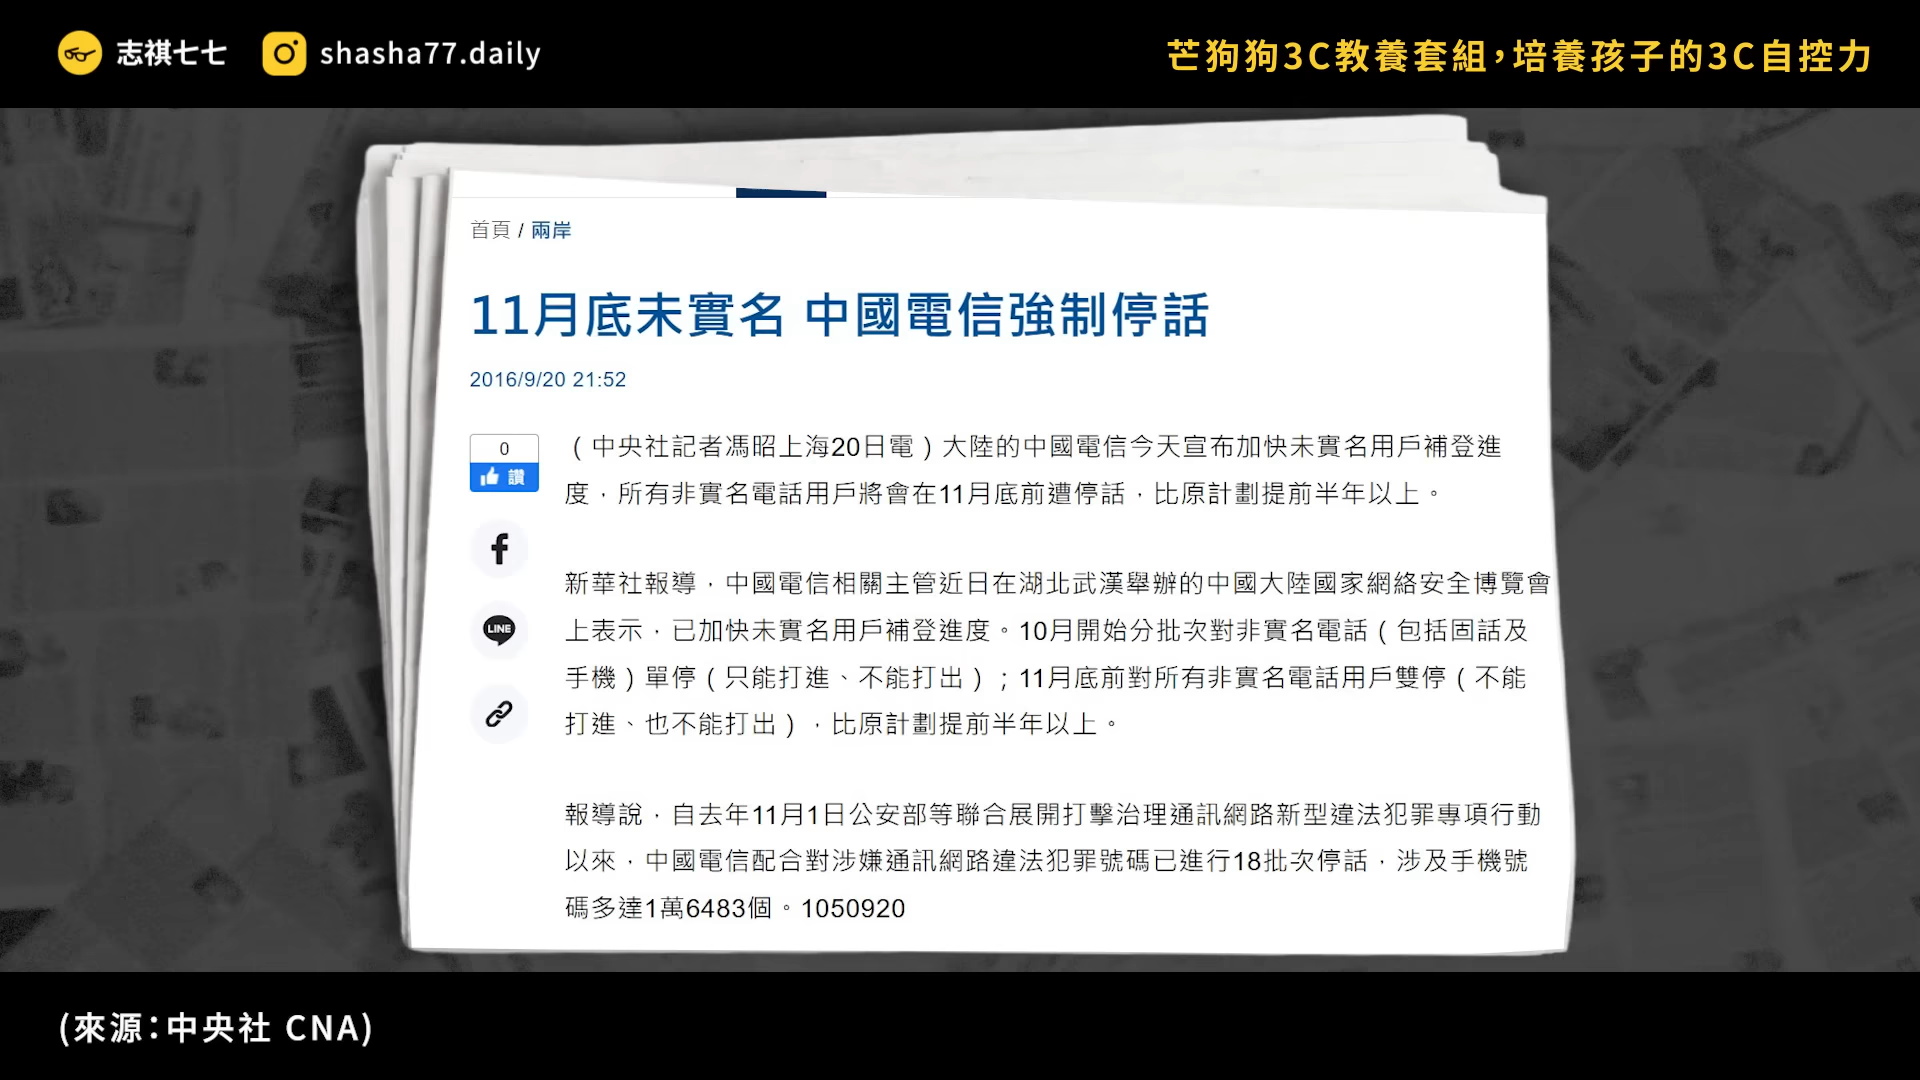 志祺七七 shasha77.daily
芒狗狗3C教養套組，培養孩子的3C自控力
首頁 / 兩岸
11月底未實名 中國電信強制停話
2016/9/20 21:52
0
讚
LINE
（中央社記者馮昭上海20日電）大陸的中國電信今天宣布加快未實名用戶補登進
度，所有非實名電話用戶將會在11月底前遭停話，比原計劃提前半年以上。
新華社報導，中國電信相關主管近日在湖北武漢舉辦的中國大陸國家網絡安全博覽會
上表示，已加快未實名用戶補登進度。10月開始分批次對非實名電話（包括固話及
手機）單停（只能打進、不能打出）；11月底前對所有非實名電話用戶雙停（不能
打進、也不能打出），比原計劃提前半年以上。
報導說，自去年11月1日公安部等聯合展開打擊治理通訊網路新型違法犯罪專項行動
以來，中國電信配合對涉嫌通訊網路違法犯罪號碼已進行18批次停話，涉及手機號
碼多達1萬6483個。1050920
(來源：中央社 CNA)